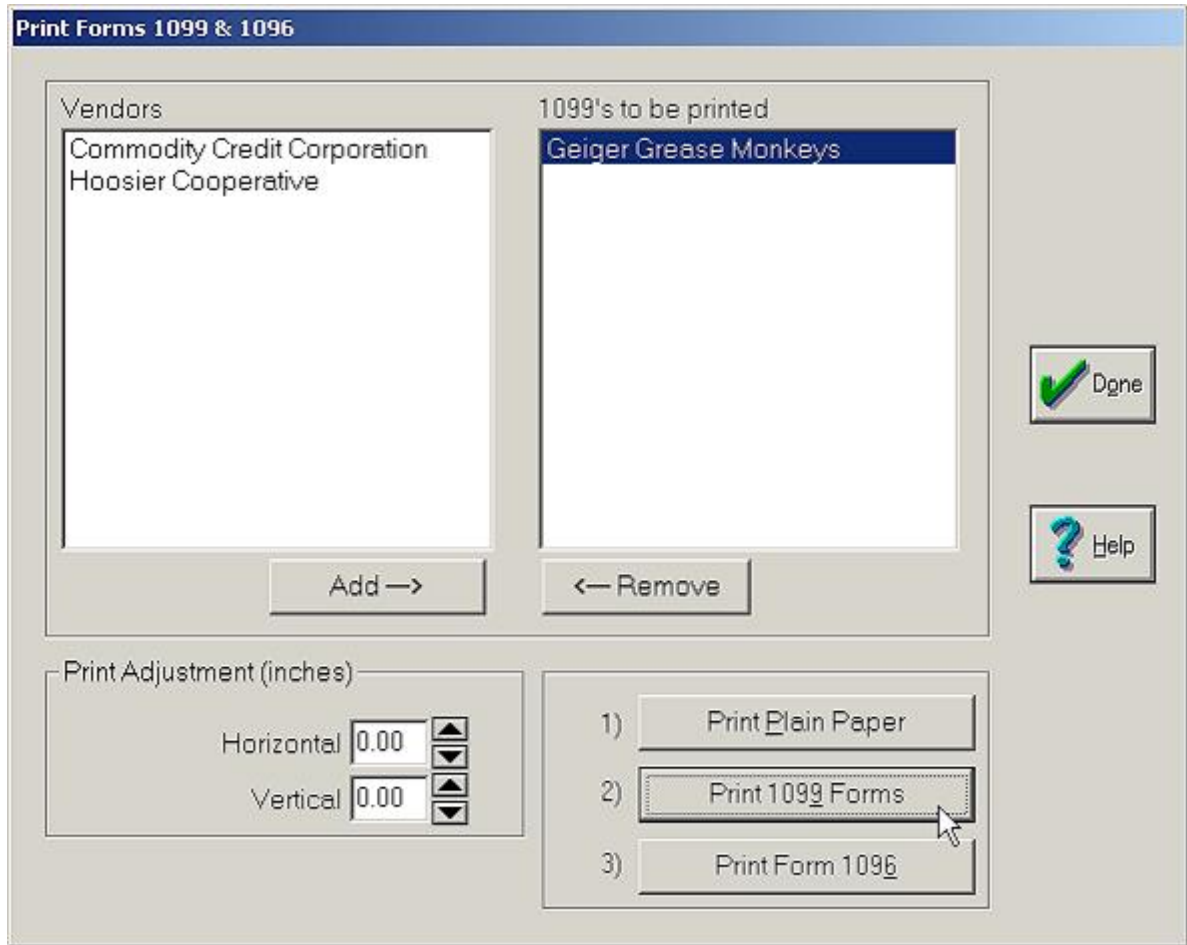 Print Forms 1099 & 1096
Vendors
Commodity Credit Corporation
Hoosier Cooperative
Add —>
1099's to be printed
Geiger Grease Monkeys
<— Remove
Done
Help
Print Adjustment (inches)
Horizontal 0.00
Vertical 0.00
1) Print Plain Paper
2) Print 1099 Forms
3) Print Form 1096